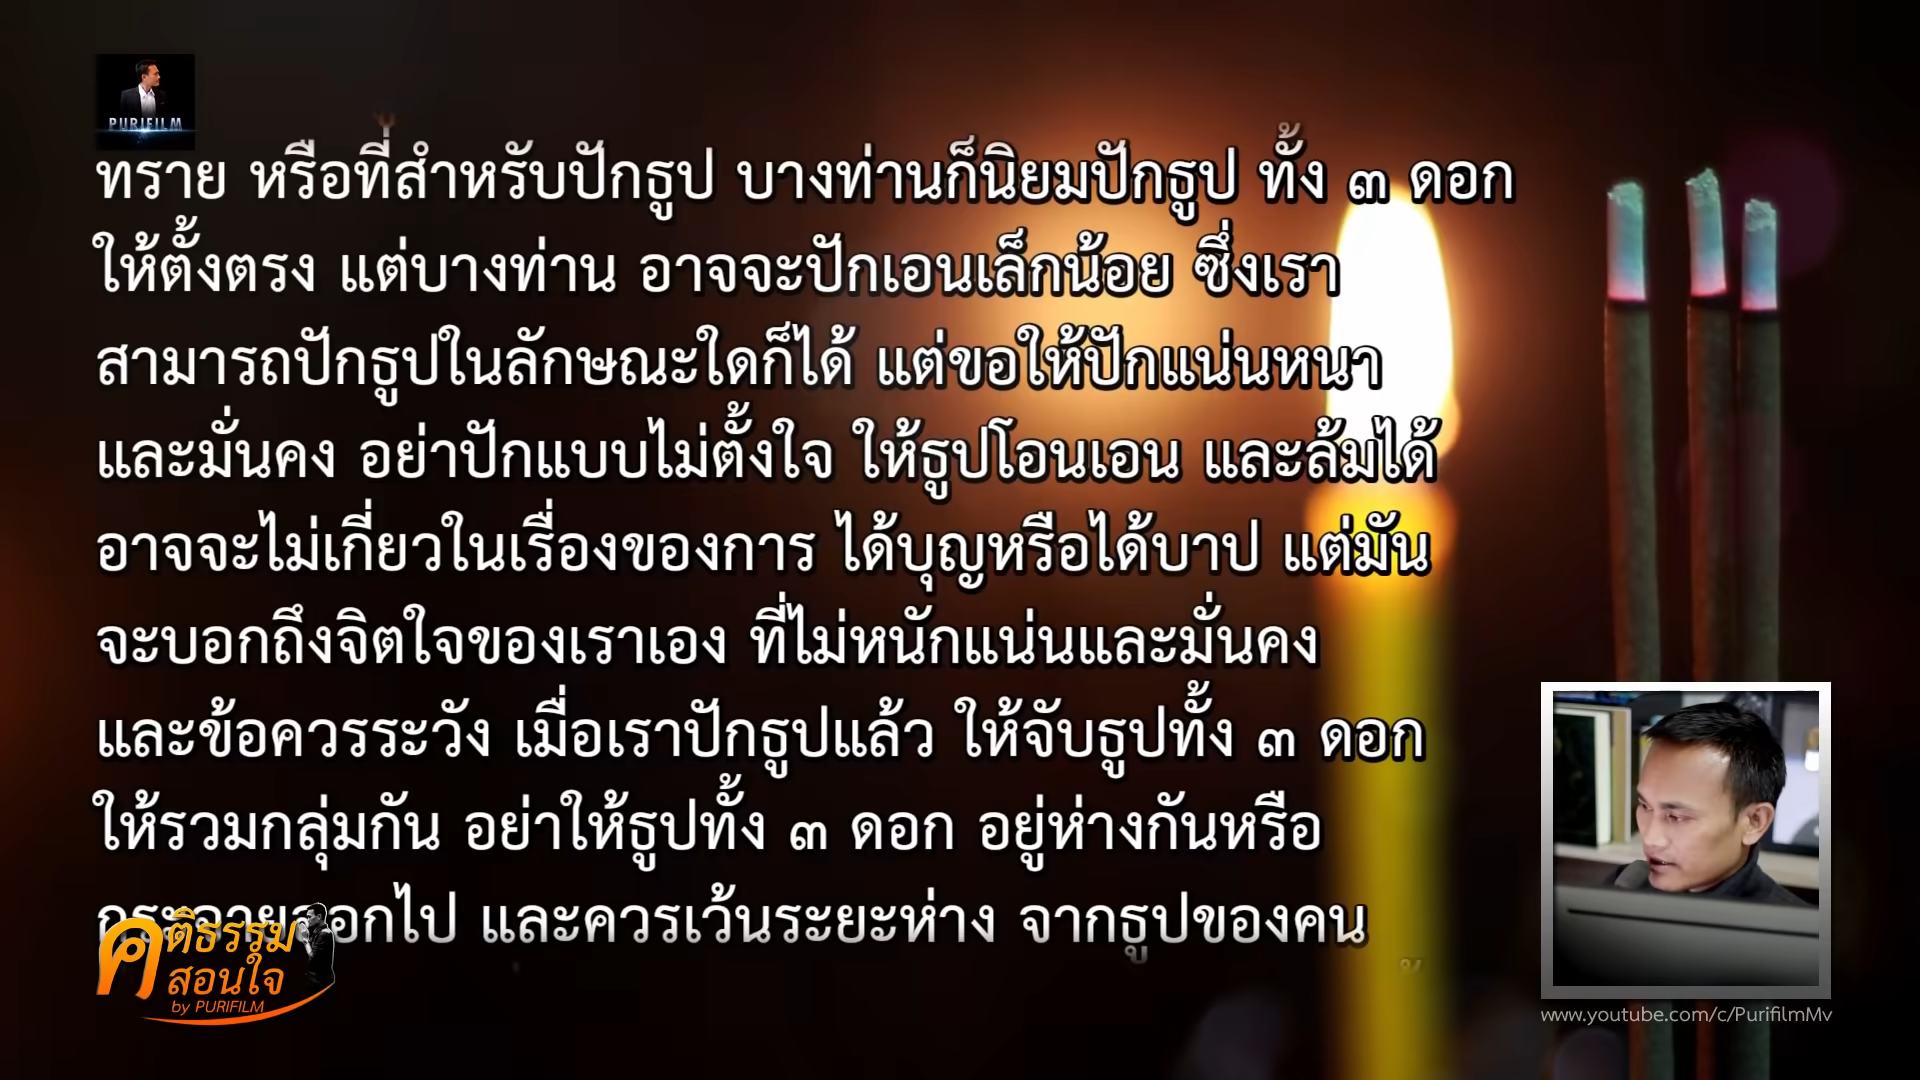 PURIFILM
ทราย หรือที่สำหรับปักธูป บางท่านก็นิยมปักธูป ทั้ง ๓ ดอก
ให้ตั้งตรง แต่บางท่าน อาจจะปักเอนเล็กน้อย ซึ่งเรา
สามารถปักธูปในลักษณะใดก็ได้ แต่ขอให้ปักแน่นหนา
และมั่นคง อย่าปักแบบไม่ตั้งใจ ให้ธูปโอนเอน และล้มได้
อาจจะไม่เกี่ยวในเรื่องของการ ได้บุญหรือได้บาป แต่มัน
จะบอกถึงจิตใจของเราเอง ที่ไม่หนักแน่นและมั่นคง
และข้อควรระวัง เมื่อเราปักธูปแล้ว ให้จับธูปทั้ง ๓ ดอก
ให้รวมกลุ่มกัน อย่าให้ธูปทั้ง ๓ ดอก อยู่ห่างกันหรือ
กระจายออกไป และควรเว้นระยะห่าง จากธูปของคน
คติธรรม
สอนใจ
by PURIFILM
www.youtube.com/c/PurifilmMv